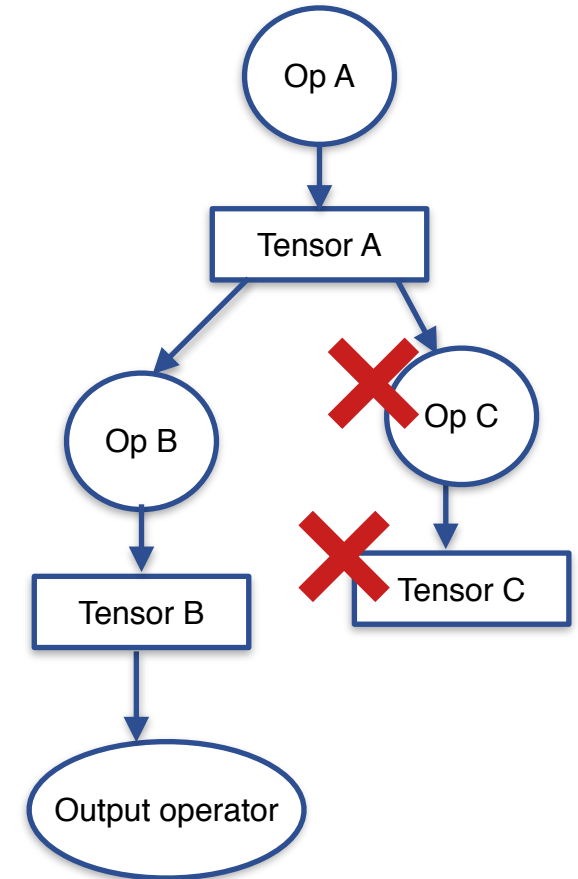 Op A
Tensor A
Op B
Op C
Tensor B
Tensor C
Output operator